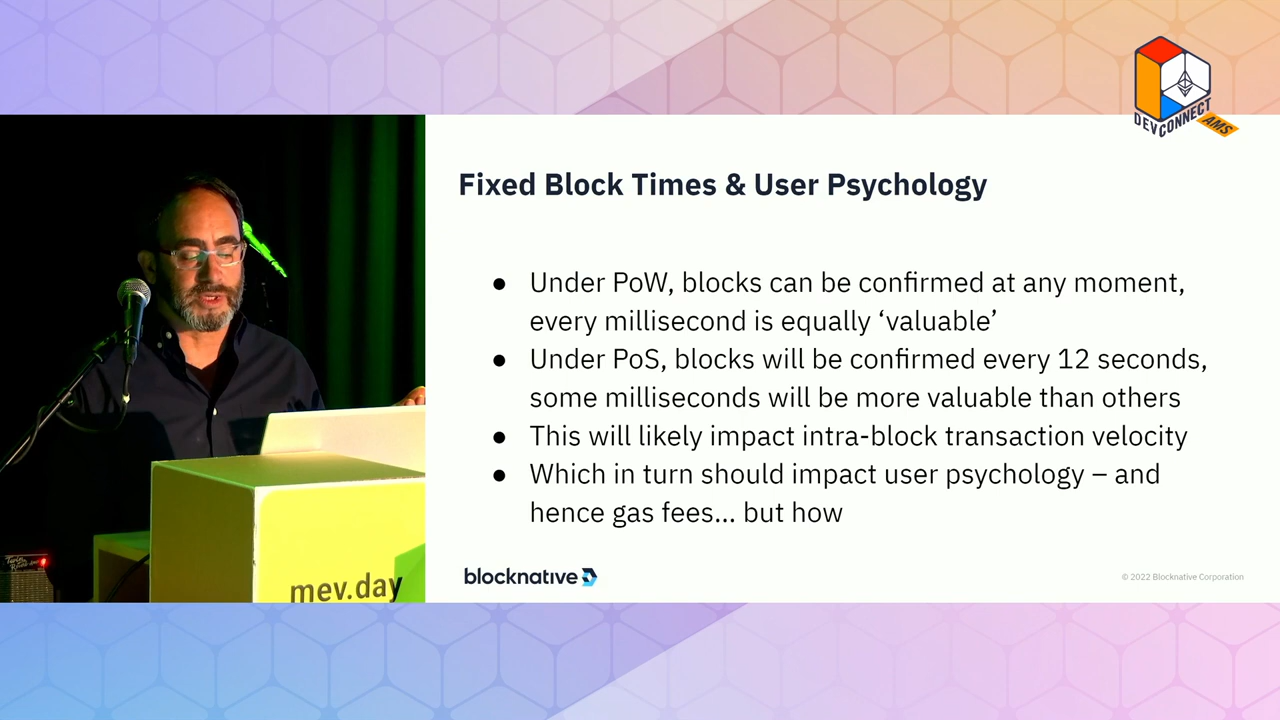 DEVCONNECT
AMS
Fixed Block Times & User Psychology
● Under PoW, blocks can be confirmed at any moment,
every millisecond is equally ‘valuable’
● Under PoS, blocks will be confirmed every 12 seconds,
some milliseconds will be more valuable than others
● This will likely impact intra-block transaction velocity
● Which in turn should impact user psychology – and
hence gas fees... but how
blocknative
© 2022 Blocknative Corporation
mev.day